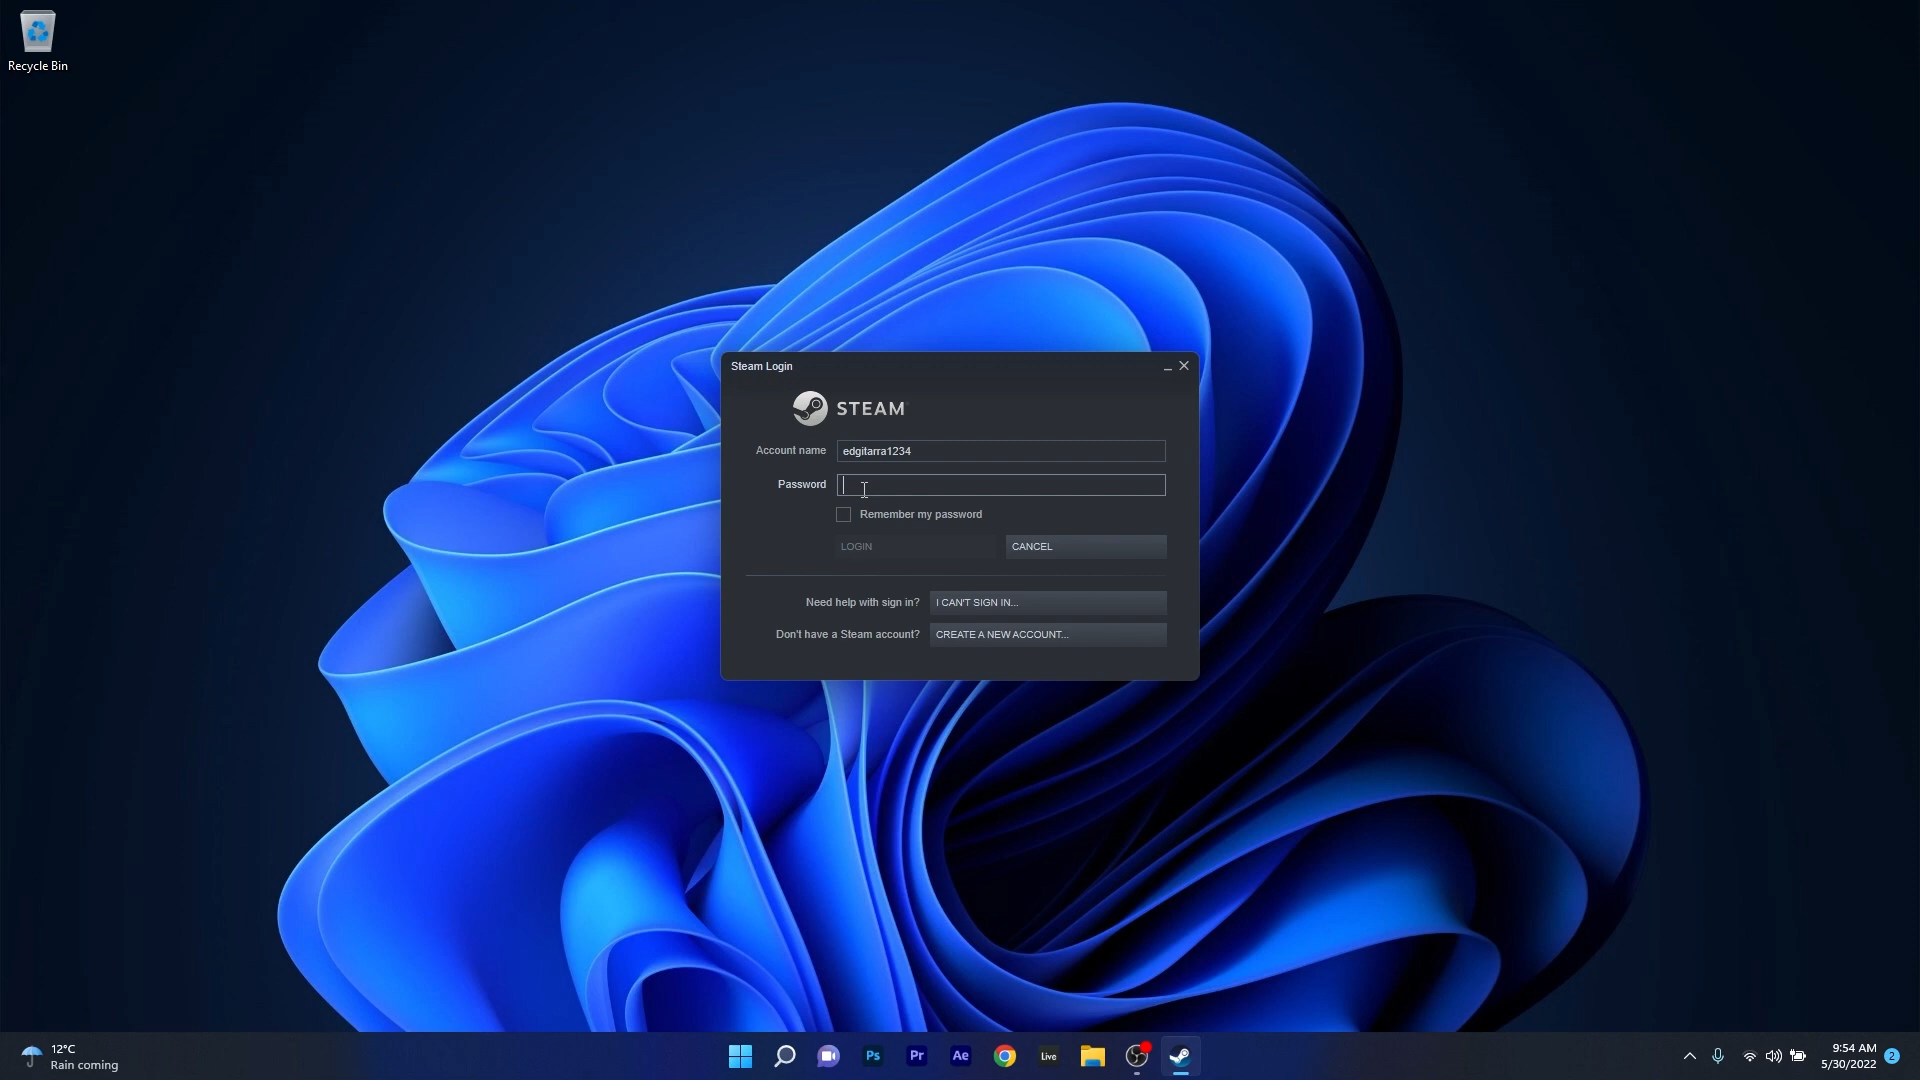 Recycle Bin
Steam Login
STEAM
Account name
edgitarra1234
Password
Remember my password
LOGIN
CANCEL
Need help with sign in?
I CAN'T SIGN IN...
Don't have a Steam account?
CREATE A NEW ACCOUNT...
12°C
Rain coming
Ps
Pr
Ae
Live
9:54 AM
5/30/2022
2